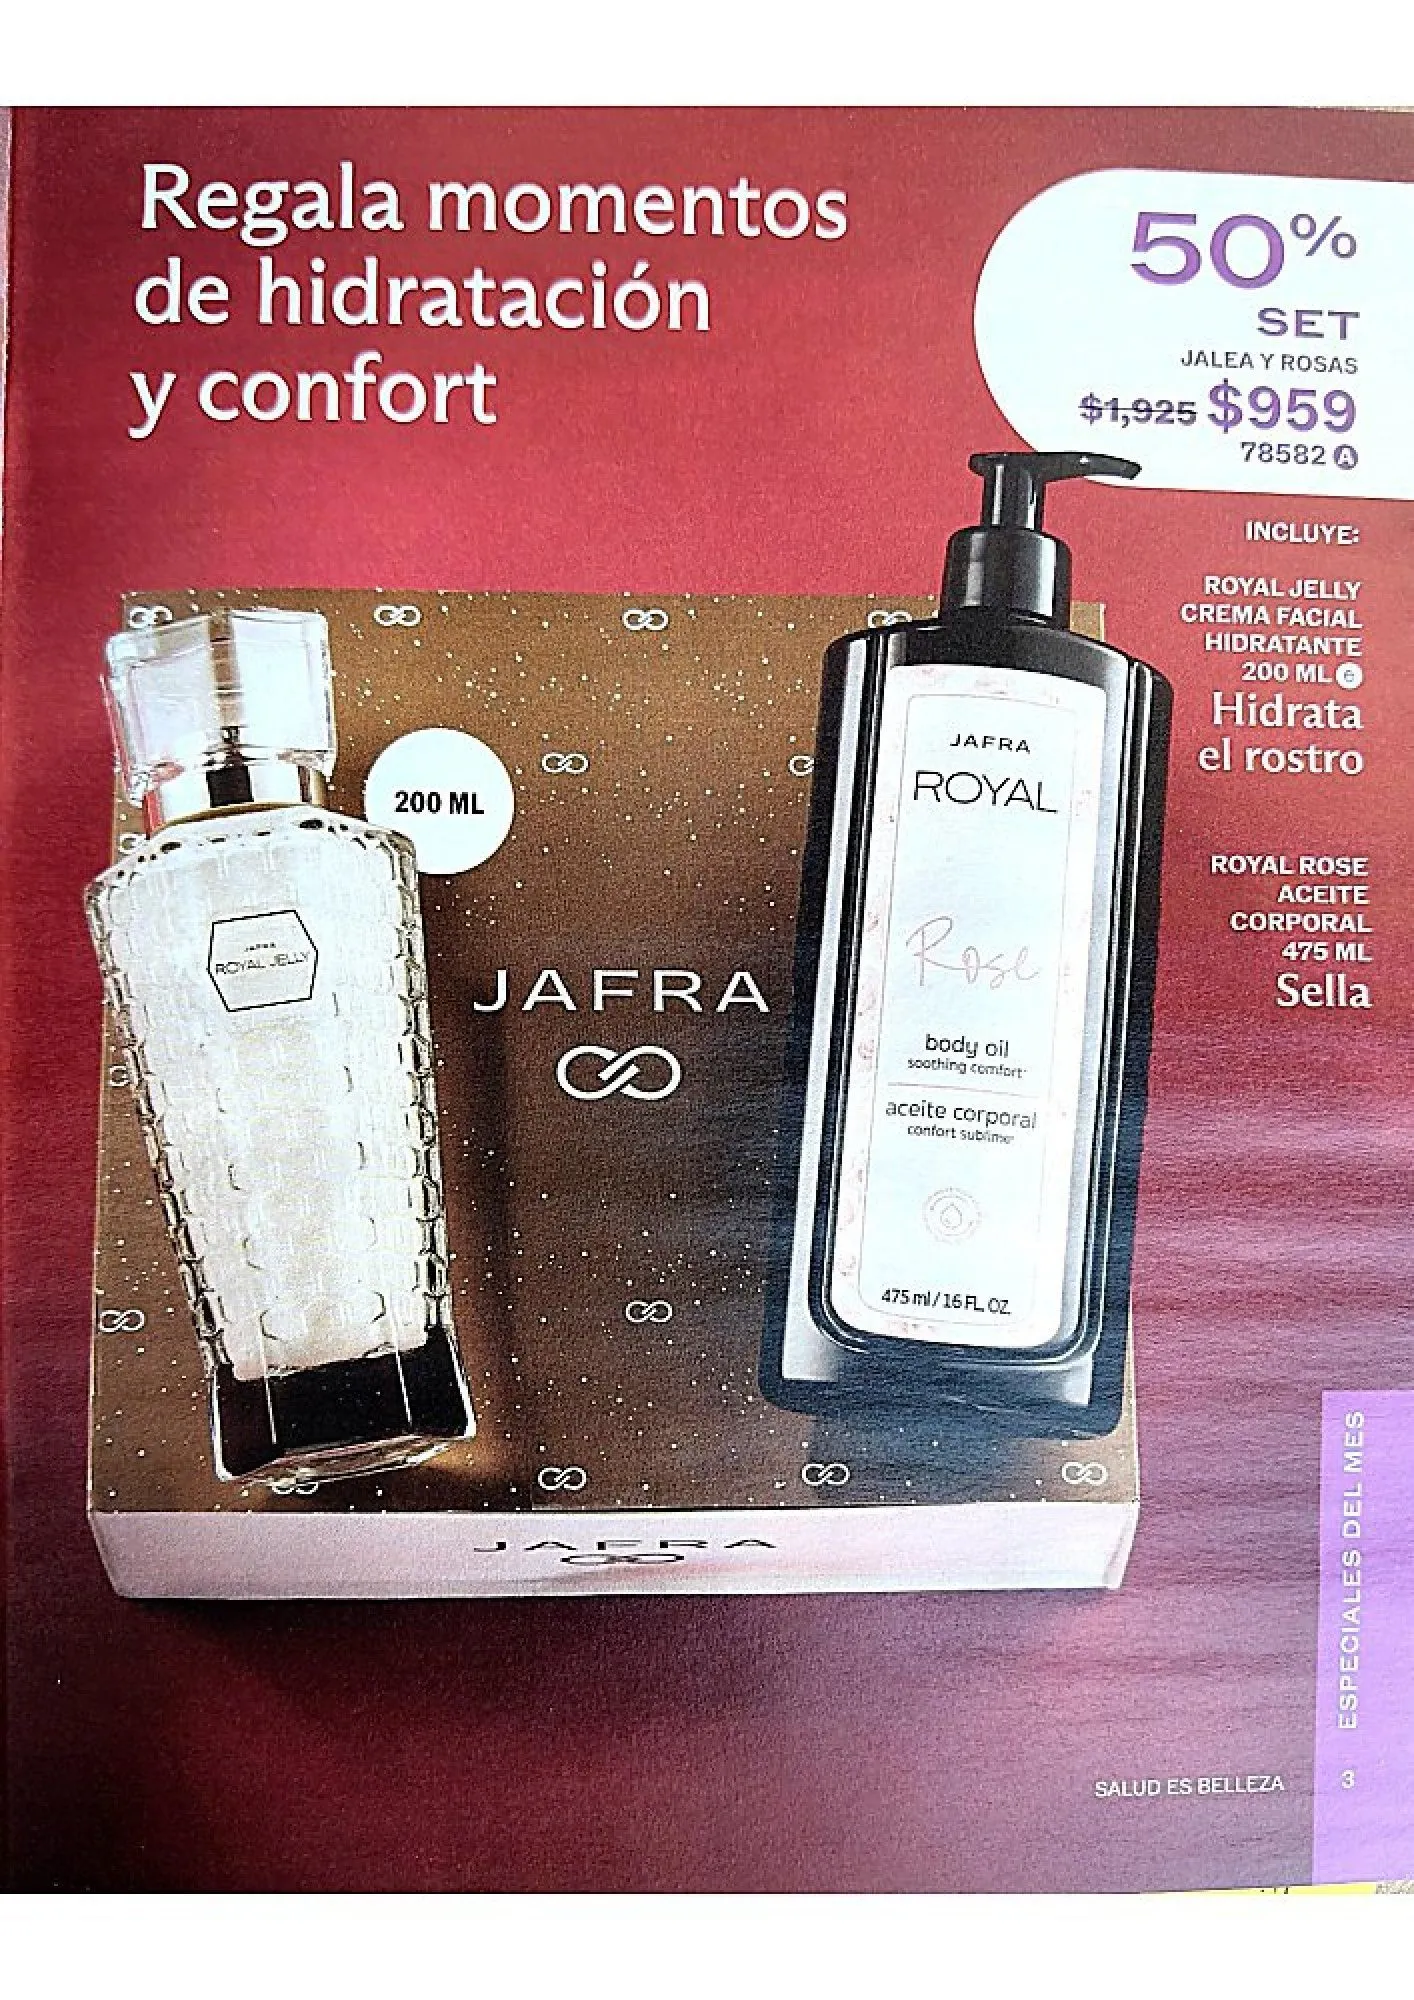 Regala momentos
de hidratación
y confort
50%
SET
JALEA Y ROSAS
$1,925 $959
78582 A
INCLUYE:
ROYAL JELLY
CREMA FACIAL
HIDRATANTE
200 ML e
Hidrata
el rostro
ROYAL ROSE
ACEITE
CORPORAL
475 ML
Sella
200 ML
JAFRA
ROYAL JELLY
JAFRA
JAFRA
ROYAL
Rose
body oil
soothing comfort
aceite corporal
confort sublime
475 ml / 16 FL. OZ.
JAFRA
ESPECIALES DEL MES
SALUD ES BELLEZA
3